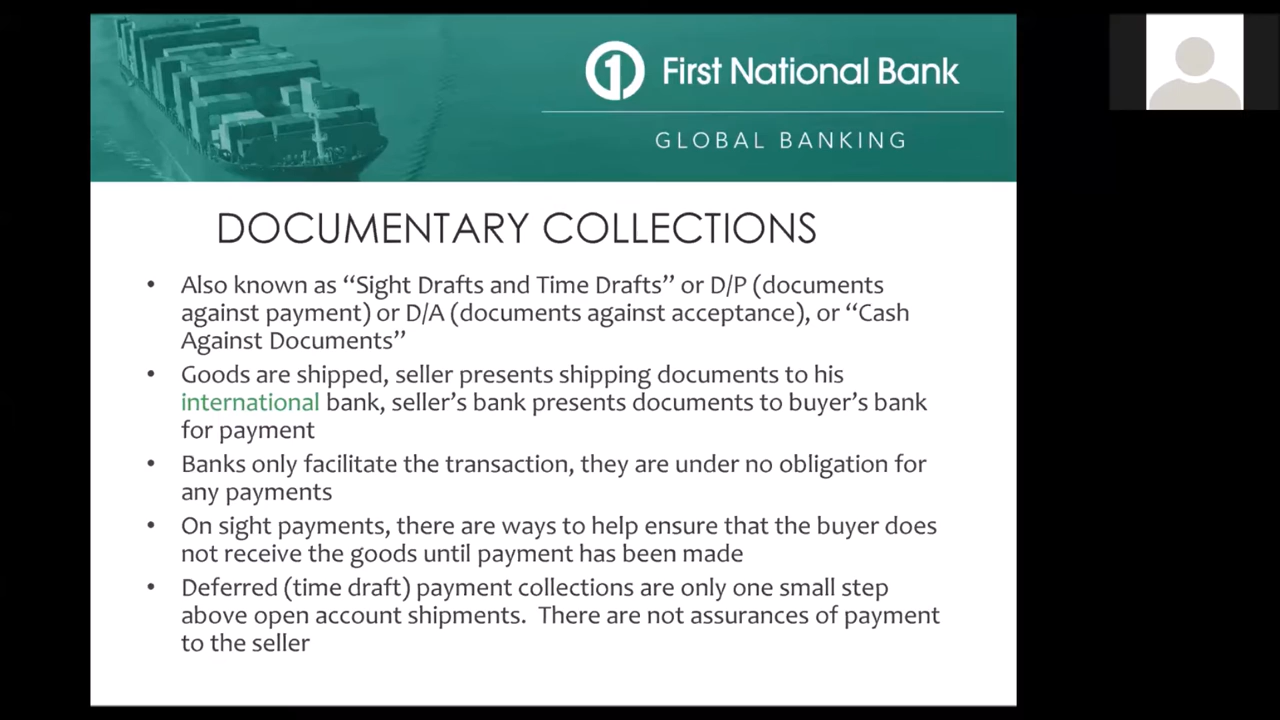 1 First National Bank
GLOBAL BANKING
DOCUMENTARY COLLECTIONS
• Also known as “Sight Drafts and Time Drafts” or D/P (documents
against payment) or D/A (documents against acceptance), or “Cash
Against Documents”
• Goods are shipped, seller presents shipping documents to his
international bank, seller’s bank presents documents to buyer’s bank
for payment
• Banks only facilitate the transaction, they are under no obligation for
any payments
• On sight payments, there are ways to help ensure that the buyer does
not receive the goods until payment has been made
• Deferred (time draft) payment collections are only one small step
above open account shipments.  There are not assurances of payment
to the seller